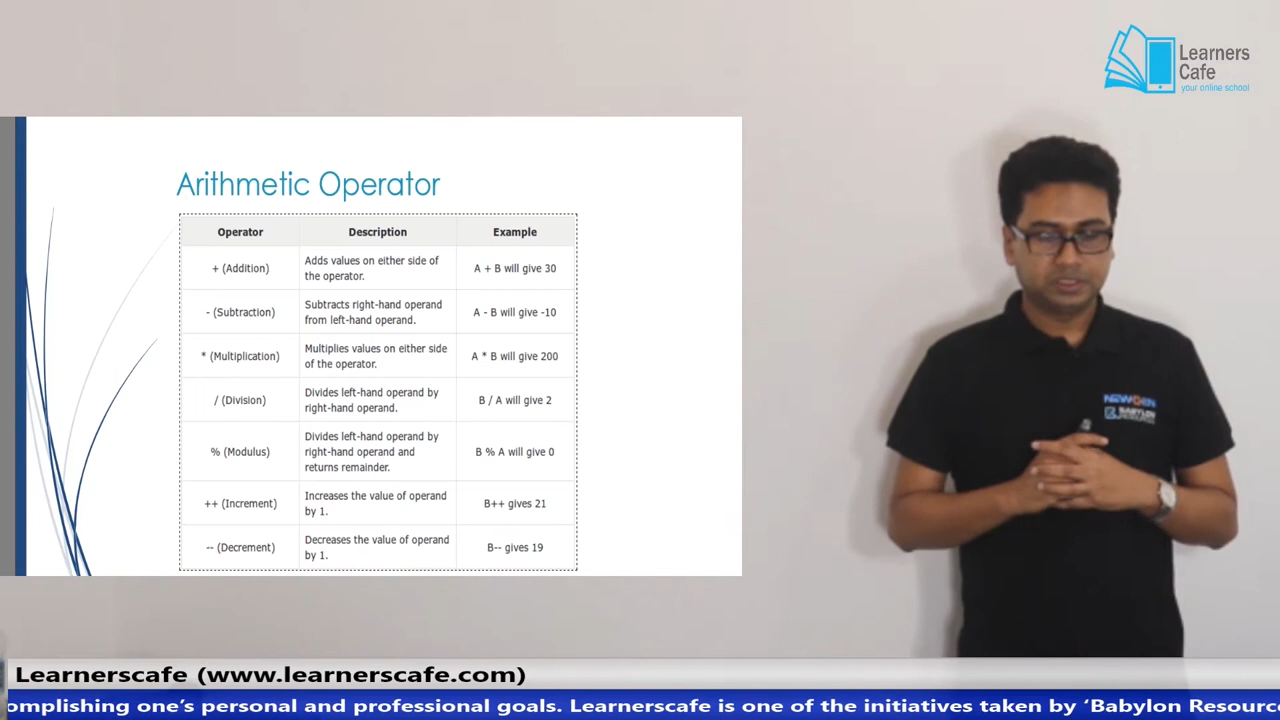 Learners
Cafe
your online school
Arithmetic Operator
Operator Description Example
+ (Addition) Adds values on either side of the operator. A + B will give 30
- (Subtraction) Subtracts right-hand operand from left-hand operand. A - B will give -10
* (Multiplication) Multiplies values on either side of the operator. A * B will give 200
/ (Division) Divides left-hand operand by right-hand operand. B / A will give 2
% (Modulus) Divides left-hand operand by right-hand operand and returns remainder. B % A will give 0
++ (Increment) Increases the value of operand by 1. B++ gives 21
-- (Decrement) Decreases the value of operand by 1. B-- gives 19
NEWGEN
BABYLON
Learnerscafe (www.learnerscafe.com)
omplishing one's personal and professional goals. Learnerscafe is one of the initiatives taken by ‘Babylon Resourc